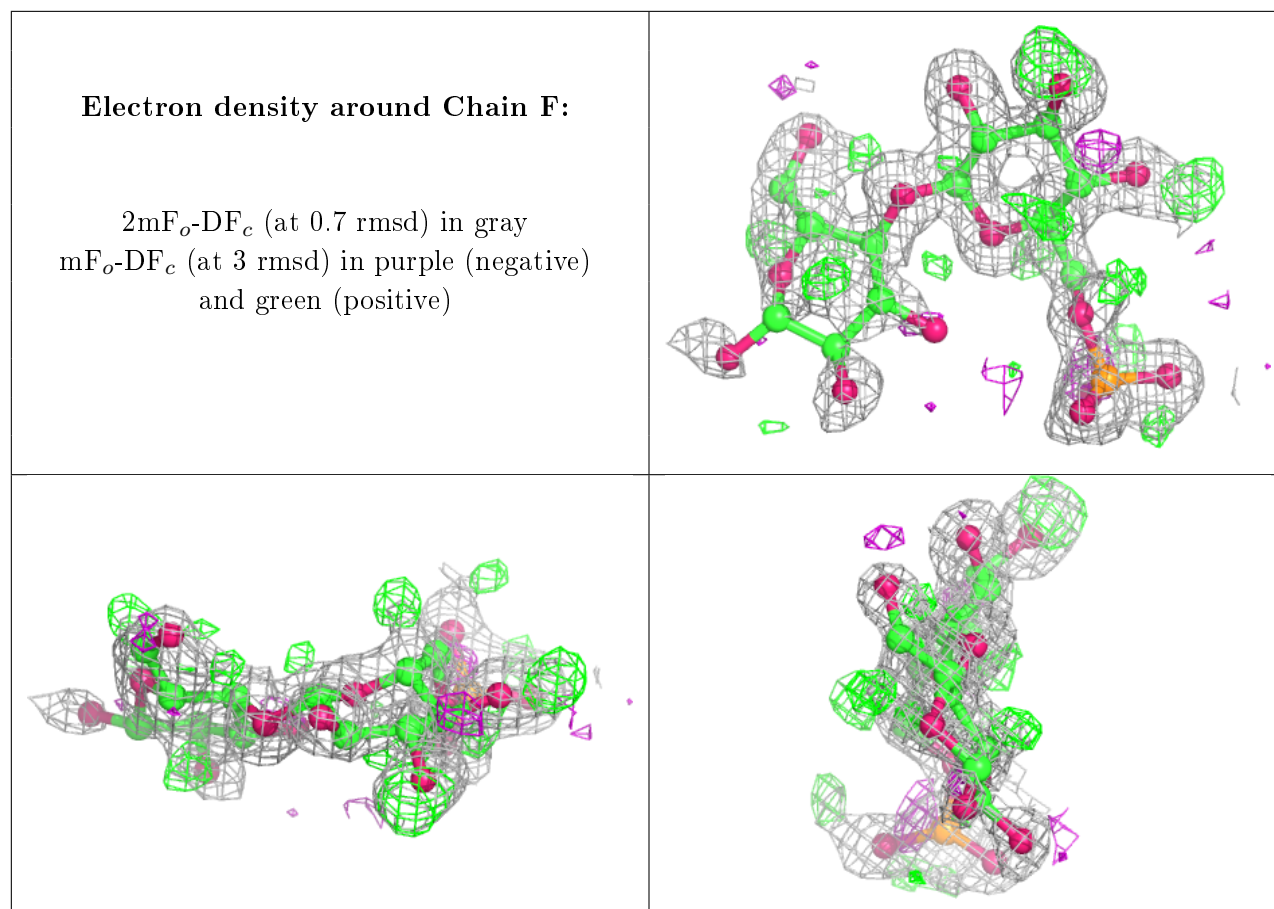 Electron density around Chain F:
2mFo-DFc (at 0.7 rmsd) in gray
mFo-DFc (at 3 rmsd) in purple (negative)
and green (positive)